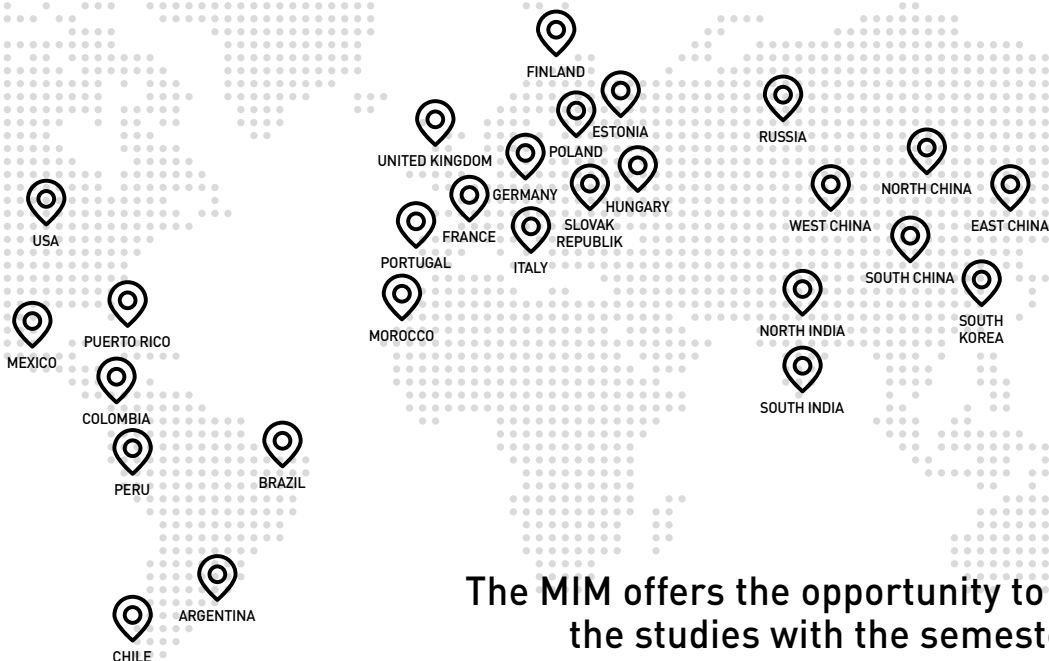 FINLAND
ESTONIA
RUSSIA
UNITED KINGDOM
POLAND
GERMANY
HUNGARY
NORTH CHINA
USA
FRANCE
SLOVAK
REPUBLIK
WEST CHINA
EAST CHINA
PORTUGAL
ITALY
SOUTH CHINA
MOROCCO
NORTH INDIA
SOUTH
KOREA
PUERTO RICO
MEXICO
COLOMBIA
SOUTH INDIA
PERU
BRAZIL
ARGENTINA
CHILE
The MIM offers the opportunity to
the studies with the semest